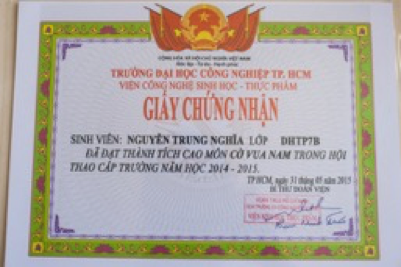 CỘNG HÒA XÃ HỘI CHỦ NGHĨA VIỆT NAM
Độc lập - Tự do - Hạnh phúc
TRƯỜNG ĐẠI HỌC CÔNG NGHIỆP TP. HCM
VIỆN CÔNG NGHỆ SINH HỌC - THỰC PHẨM
GIẤY CHỨNG NHẬN
SINH VIÊN: NGUYỄN TRUNG NGHĨA LỚP DHTP7B
ĐÃ ĐẠT THÀNH TÍCH CAO MÔN CỜ VUA NAM TRONG HỘI
THAO CẤP TRƯỜNG NĂM HỌC 2014 - 2015.
TP HCM, ngày 31 tháng 05 năm 2015
BÍ THƯ ĐOÀN VIỆN